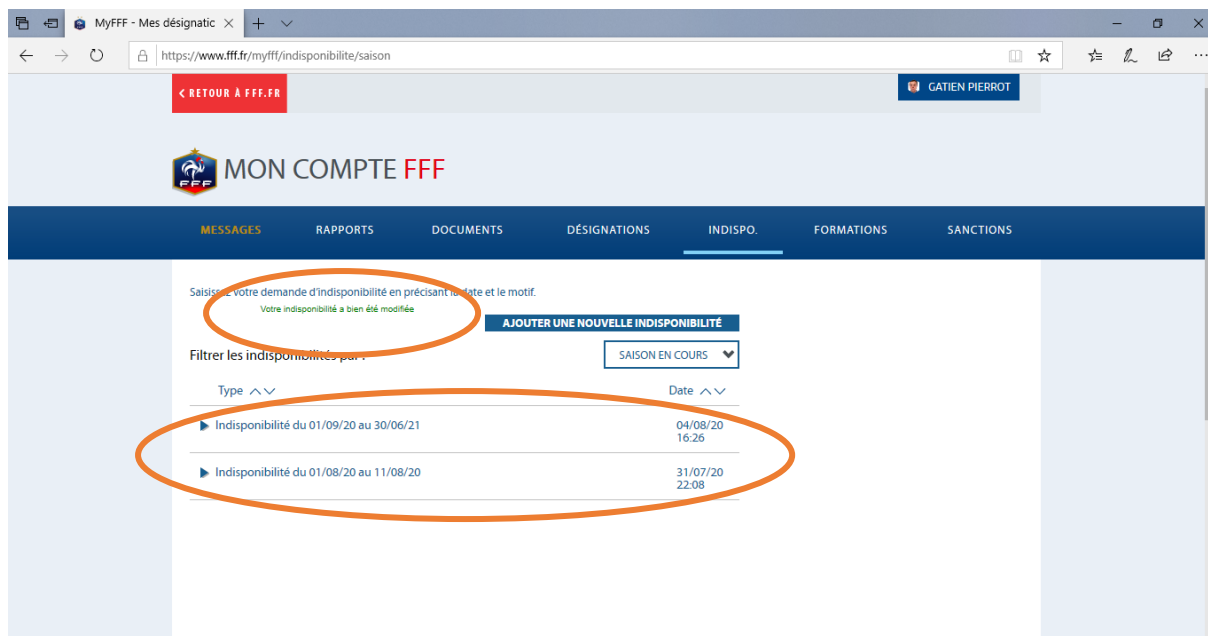 MyFFF - Mes désignatic
https://www.fff.fr/myfff/indisponibilite/saison
< RETOUR À FFF.FR
GATIEN PIERROT
FFF
MON COMPTE FFF
MESSAGES RAPPORTS DOCUMENTS DÉSIGNATIONS INDISPO. FORMATIONS SANCTIONS
Saisissez votre demande d'indisponibilité en précisant la date et le motif.
Votre indisponibilité a bien été modifiée
AJOUTER UNE NOUVELLE INDISPONIBILITÉ
Filtrer les indisponibilités par :
SAISON EN COURS
Type Date
Indisponibilité du 01/09/20 au 30/06/21 04/08/20
16:26
Indisponibilité du 01/08/20 au 11/08/20 31/07/20
22:08